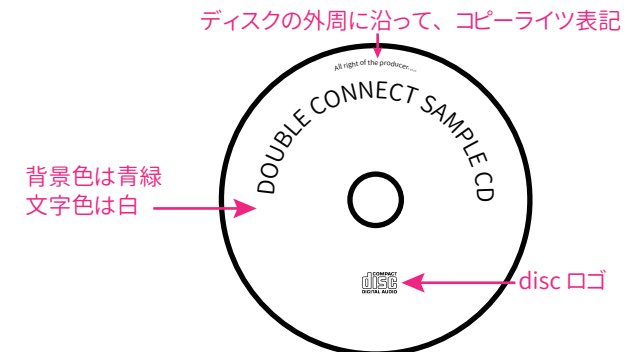 ディスクの外周に沿って、コピーライツ表記
All right of the producer....
DOUBLE CONNECT SAMPLE CD
背景色は青緑
文字色は白
COMPACT
disc
DIGITAL AUDIO
disc ロゴ